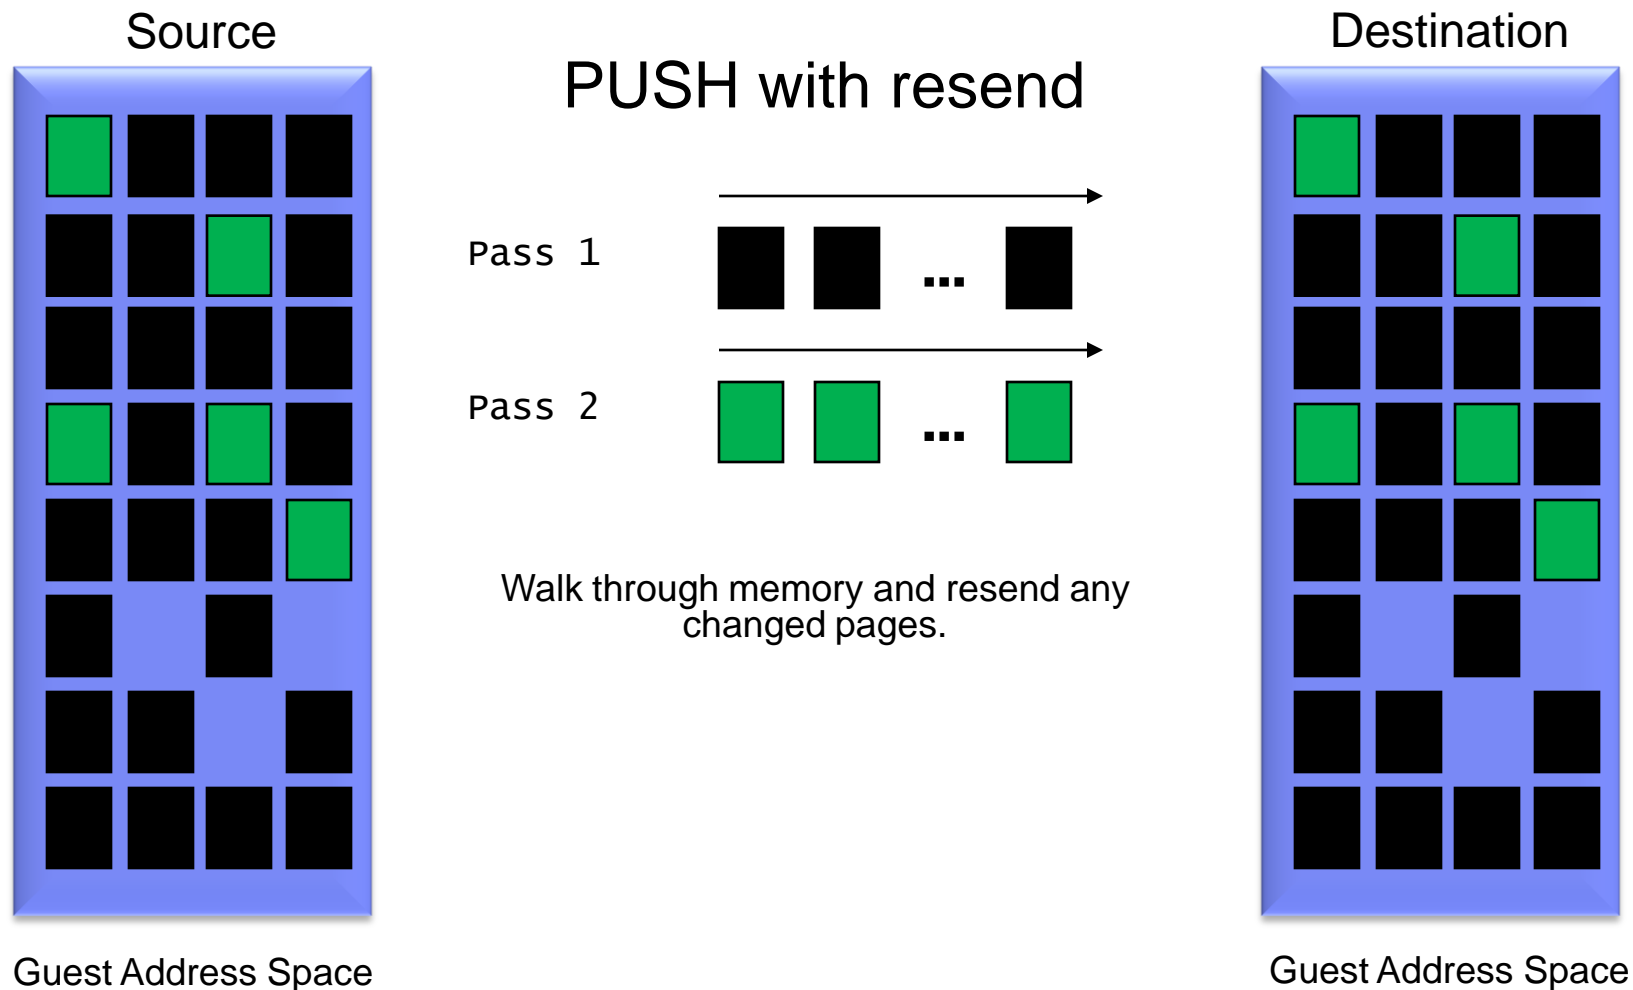 Source
Destination
PUSH with resend
Pass 1
...
Pass 2
...
Walk through memory and resend any
changed pages.
Guest Address Space
Guest Address Space